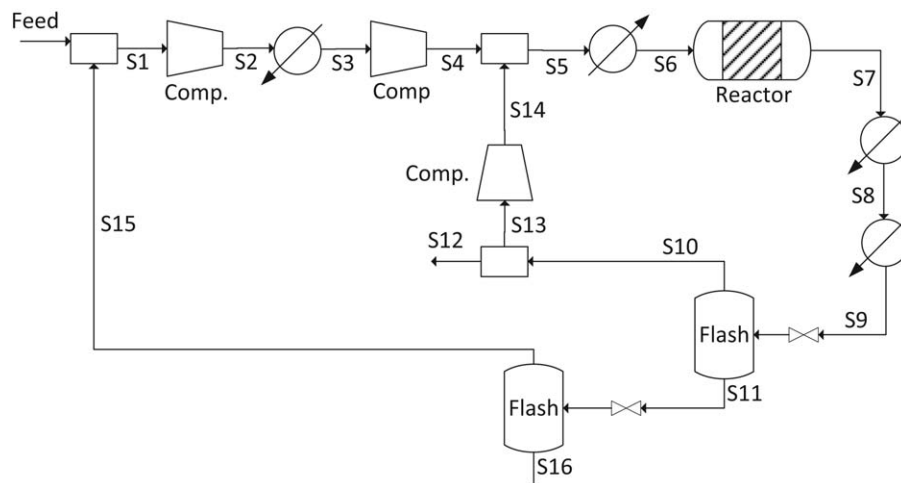 Feed
S1
S2
S3
S4
S5
S6
Comp.
Comp
Reactor
S7
S14
Comp.
S8
S15
S13
S12
S10
S9
Flash
S11
Flash
S16